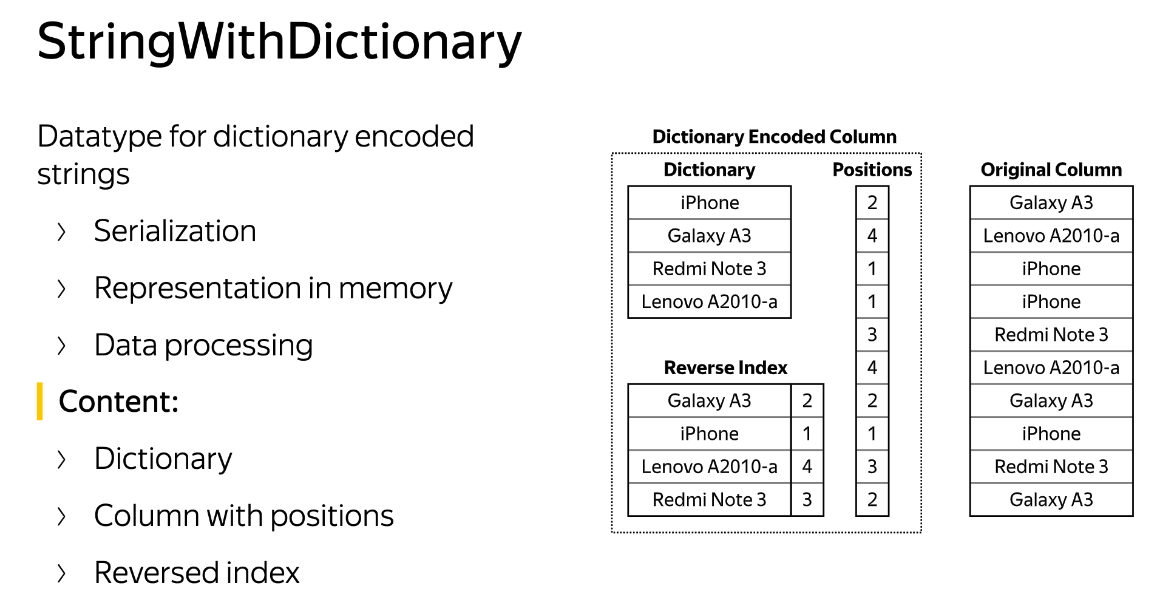 StringWithDictionary
Datatype for dictionary encoded
strings
› Serialization
› Representation in memory
› Data processing
Content:
› Dictionary
› Column with positions
› Reversed index
Dictionary Encoded Column
Dictionary
iPhone
Galaxy A3
Redmi Note 3
Lenovo A2010-a
Reverse Index
Galaxy A3 2
iPhone 1
Lenovo A2010-a 4
Redmi Note 3 3
Positions
2
4
1
1
3
4
2
1
3
2
Original Column
Galaxy A3
Lenovo A2010-a
iPhone
iPhone
Redmi Note 3
Lenovo A2010-a
Galaxy A3
iPhone
Redmi Note 3
Galaxy A3